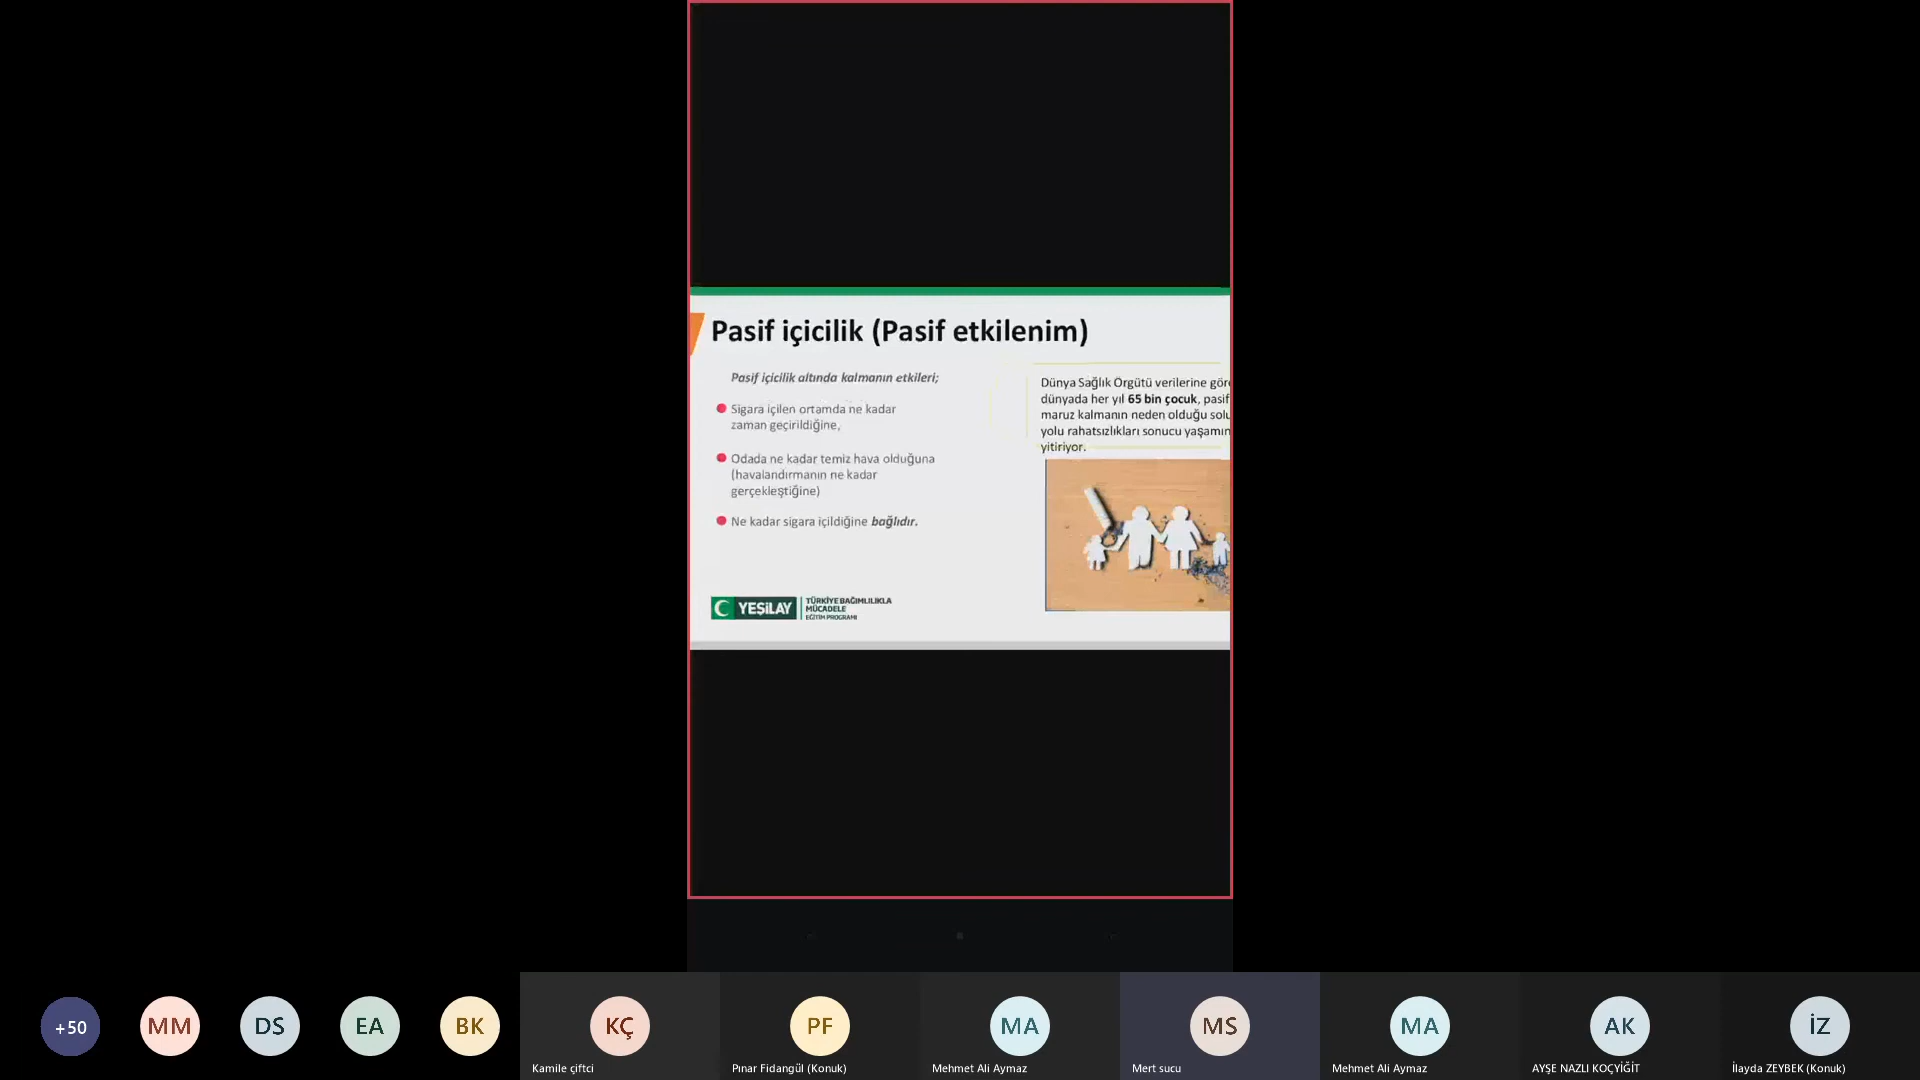 Pasif içicilik (Pasif etkilenim)
Pasif içicilik altında kalmanın etkileri;
Sigara içilen ortamda ne kadar
zaman geçirildiğine,
Odada ne kadar temiz hava olduğuna
(havalandırmanın ne kadar
gerçekleştiğine)
Ne kadar sigara içildiğine bağlıdır.
Dünya Sağlık Örgütü verilerine gör
dünyada her yıl 65 bin çocuk, pasif
maruz kalmanın neden olduğu solu
yolu rahatsızlıkları sonucu yaşamın
yitiriyor.
YEŞİLAY
TÜRKİYE BAĞIMLILIKLA
MÜCADELE
EĞİTİM PROGRAMI
+50
MM
DS
EA
BK
KÇ
Kamile çiftci
PF
Pınar Fidangül (Konuk)
MA
Mehmet Ali Aymaz
MS
Mert sucu
MA
Mehmet Ali Aymaz
AK
AYŞE NAZLI KOÇYİĞİT
İZ
İlayda ZEYBEK (Konuk)